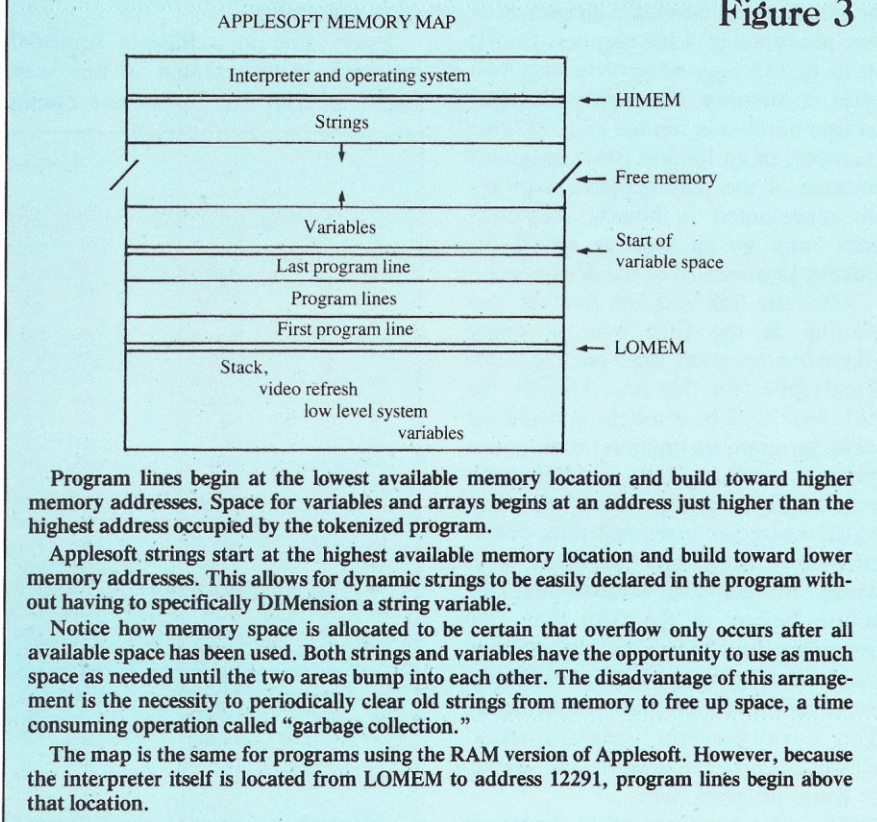 Figure 3
APPLESOFT MEMORY MAP
Interpreter and operating system
HIMEM
Strings
Free memory
Variables
Start of
variable space
Last program line
Program lines
First program line
LOMEM
Stack,
video refresh
low level system
variables
Program lines begin at the lowest available memory location and build toward higher
memory addresses. Space for variables and arrays begins at an address just higher than the
highest address occupied by the tokenized program.
Applesoft strings start at the highest available memory location and build toward lower
memory addresses. This allows for dynamic strings to be easily declared in the program with-
out having to specifically DIMension a string variable.
Notice how memory space is allocated to be certain that overflow only occurs after all
available space has been used. Both strings and variables have the opportunity to use as much
space as needed until the two areas bump into each other. The disadvantage of this arrange-
ment is the necessity to periodically clear old strings from memory to free up space, a time
consuming operation called “garbage collection.”
The map is the same for programs using the RAM version of Applesoft. However, because
the interpreter itself is located from LOMEM to address 12291, program lines begin above
that location.